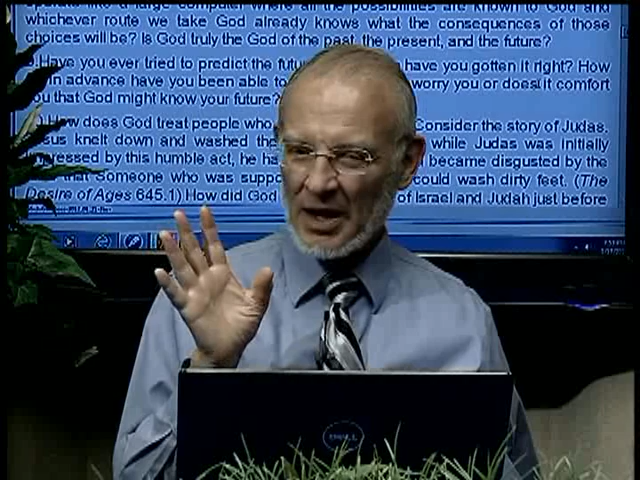 operate like a large computer where all the possibilities are known to God and
whichever route we take God already knows what the consequences of those
choices will be? Is God truly the God of the past, the present, and the future?
Have you ever tried to predict the have you gotten it right? How
in advance have you been able to worry you or does it comfort
you that God might know your future?
How does God treat people who Consider the story of Judas.
Jesus knelt down and washed the while Judas was initially
impressed by this humble act, he became disgusted by the
that Someone who was could wash dirty feet. (The
Desire of Ages 645.1) How did God of Israel and Judah just before
DELL